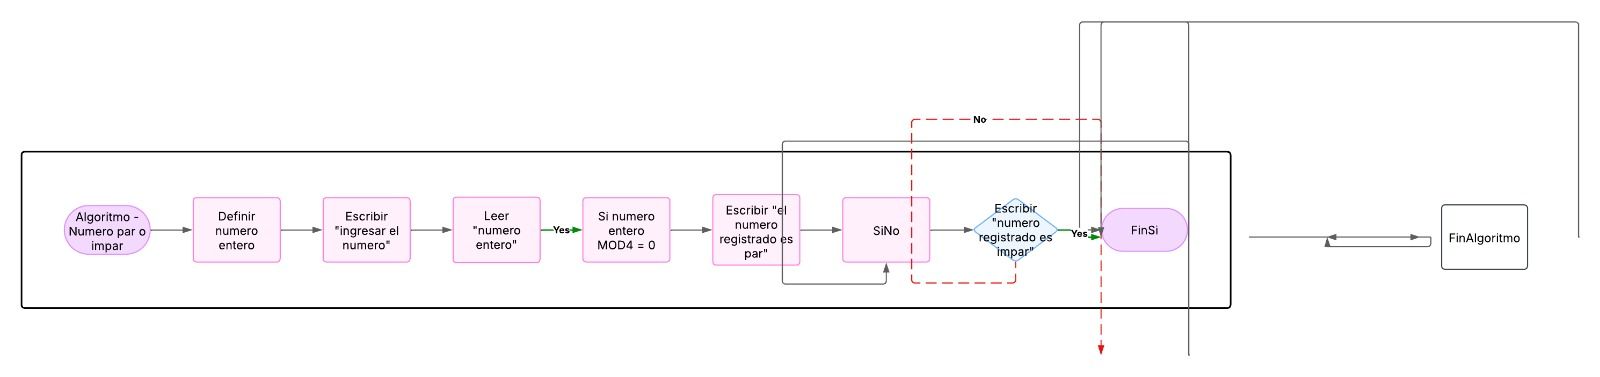 No
Algoritmo -
Numero par o
impar
Definir
numero
entero
Escribir
"ingresar el
numero"
Leer
"numero
entero"
Yes
Si numero
entero
MOD4 = 0
Escribir "el
numero
registrado es
par"
SiNo
Escribir
"numero
registrado es
impar"
Yes
FinSi
FinAlgoritmo